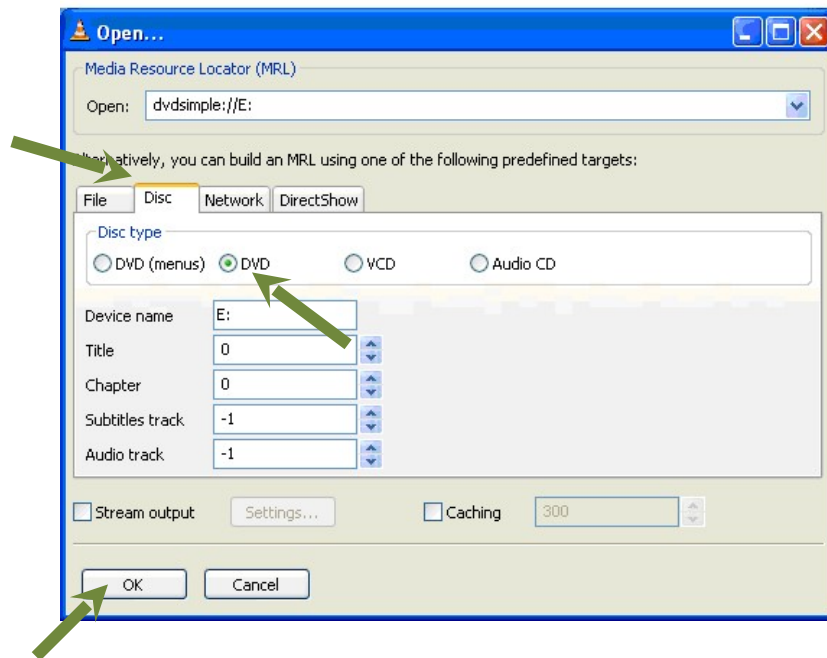 Open...
Media Resource Locator (MRL)
Open: dvdsimple://E:
Alternatively, you can build an MRL using one of the following predefined targets:
File Disc Network DirectShow
Disc type
DVD (menus) DVD VCD Audio CD
Device name E:
Title 0
Chapter 0
Subtitles track -1
Audio track -1
Stream output Settings... Caching 300
OK Cancel